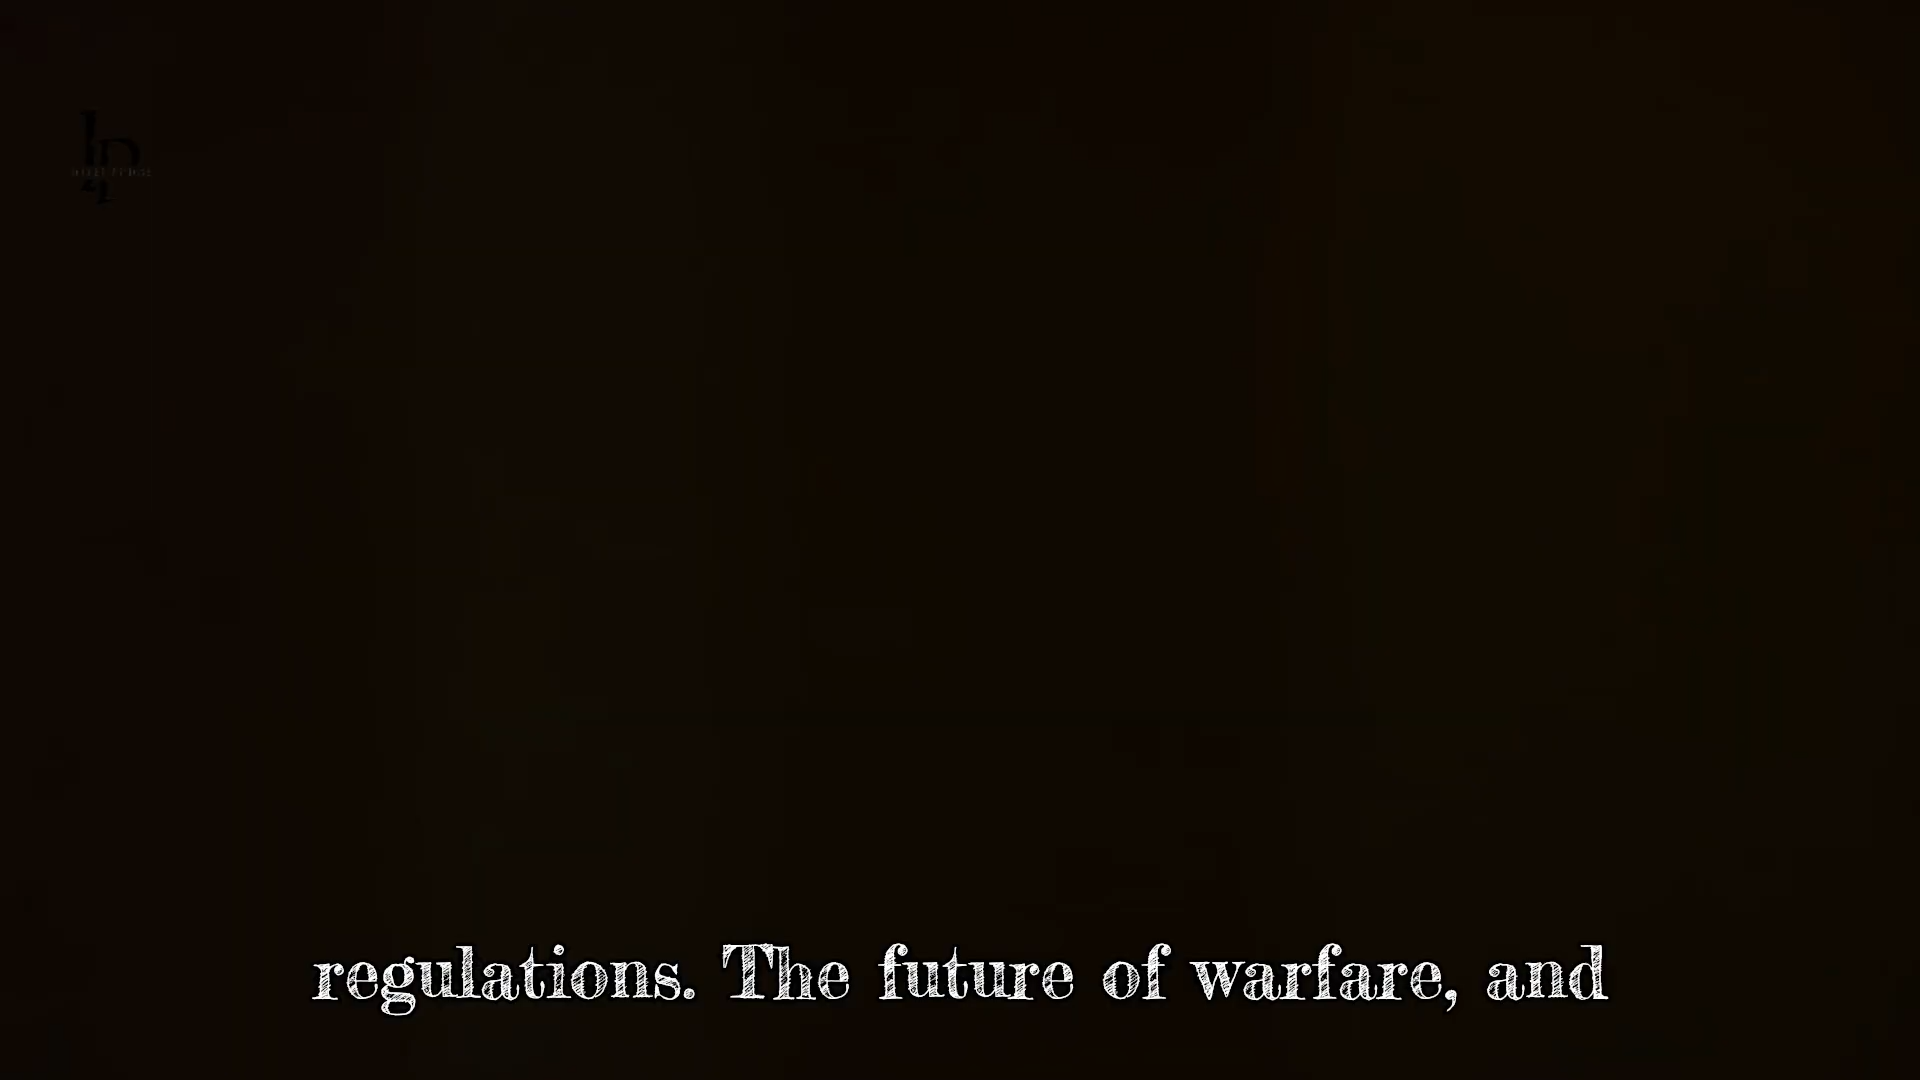 regulations. The future of warfare, and